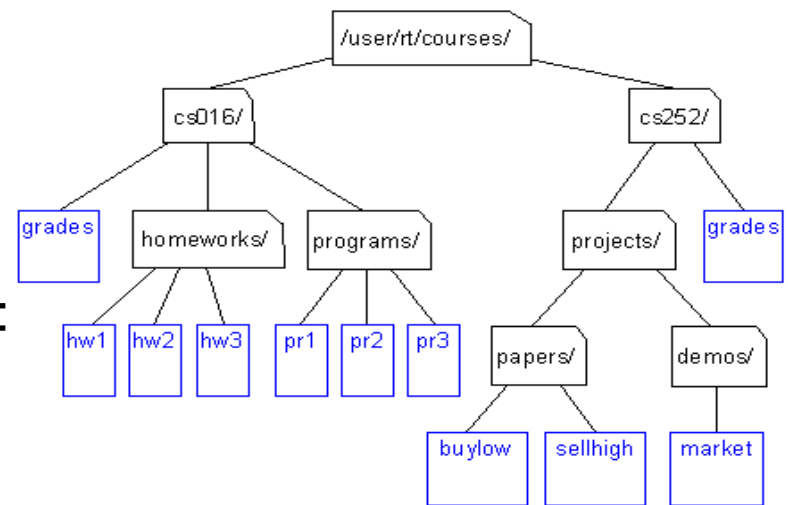 /user/rt/courses/
cs016/
cs252/
grades
homeworks/
programs/
projects/
grades
:
hw1
hw2
hw3
pr1
pr2
pr3
papers/
demos/
buylow
sellhigh
market